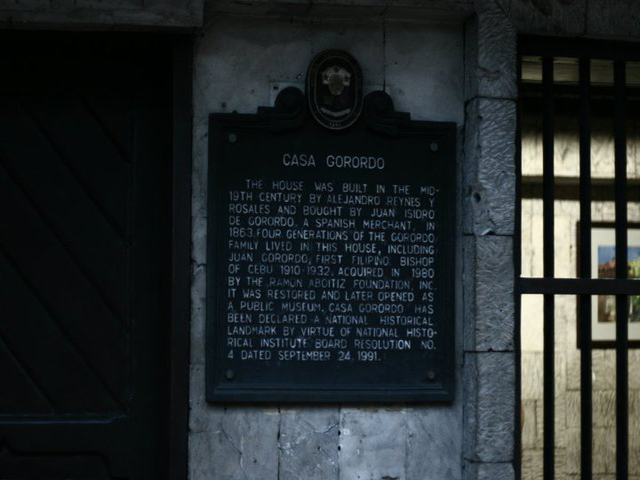 CASA GORORDO
THE HOUSE WAS BUILT IN THE MID-
19TH CENTURY BY ALEJANDRO REYNES Y
ROSALES AND BOUGHT BY JUAN ISIDRO
DE GORORDO, A SPANISH MERCHANT, IN
1863. FOUR GENERATIONS OF THE GORORDO
FAMILY LIVED IN THIS HOUSE, INCLUDING
JUAN GORORDO, FIRST FILIPINO BISHOP
OF CEBU 1910-1932. ACQUIRED IN 1980
BY THE RAMON ABOITIZ FOUNDATION, INC.
IT WAS RESTORED AND LATER OPENED AS
A PUBLIC MUSEUM. CASA GORORDO HAS
BEEN DECLARED A NATIONAL HISTORICAL
LANDMARK BY VIRTUE OF NATIONAL HISTO-
RICAL INSTITUTE BOARD RESOLUTION NO.
4 DATED SEPTEMBER 24, 1991.